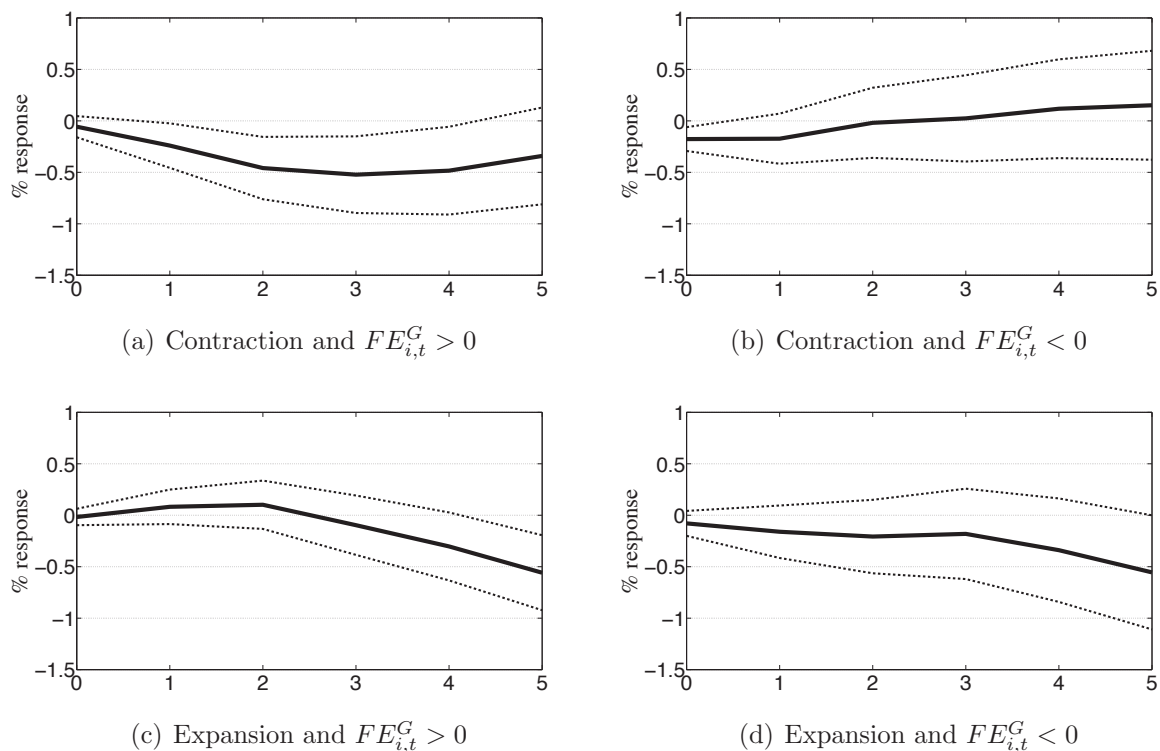 1
0.5
0
−0.5
−1
−1.5
% response
0 1 2 3 4 5
(a) Contraction and $FE^G_{i,t} > 0$
1
0.5
0
−0.5
−1
−1.5
% response
0 1 2 3 4 5
(b) Contraction and $FE^G_{i,t} < 0$
1
0.5
0
−0.5
−1
−1.5
% response
0 1 2 3 4 5
(c) Expansion and $FE^G_{i,t} > 0$
1
0.5
0
−0.5
−1
−1.5
% response
0 1 2 3 4 5
(d) Expansion and $FE^G_{i,t} < 0$